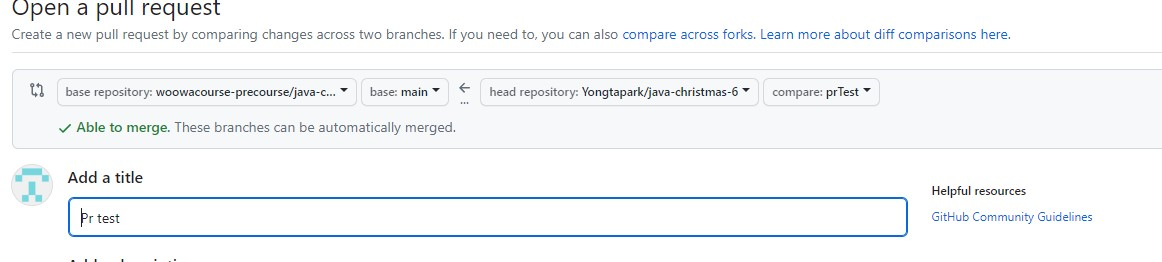 Open a pull request
Create a new pull request by comparing changes across two branches. If you need to, you can also compare across forks. Learn more about diff comparisons here.
base repository: woowacourse-precourse/java-c... base: main ... head repository: Yongtapark/java-christmas-6 compare: prTest
Able to merge. These branches can be automatically merged.
Add a title
Pr test
Helpful resources
GitHub Community Guidelines